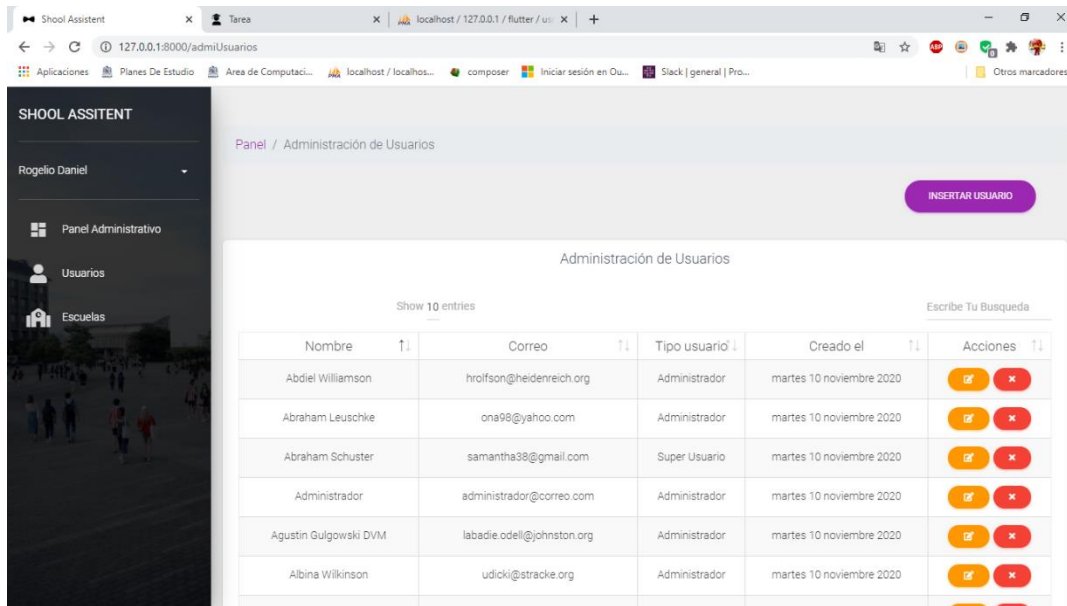 Shool Assistent
Tarea
localhost / 127.0.0.1 / flutter / us
127.0.0.1:8000/admiUsuarios
ABP
Aplicaciones Planes De Estudio Area de Computaci... localhost / localhos... composer Iniciar sesión en Ou... Slack | general | Pro... Otros marcadores
SHOOL ASSITENT
Rogelio Daniel
Panel Administrativo
Usuarios
Escuelas
Panel / Administración de Usuarios
INSERTAR USUARIO
Administración de Usuarios
Show 10 entries
Escribe Tu Busqueda
Nombre Correo Tipo usuario Creado el Acciones
Abdiel Williamson hrolfson@heidenreich.org Administrador martes 10 noviembre 2020
Abraham Leuschke ona98@yahoo.com Administrador martes 10 noviembre 2020
Abraham Schuster samantha38@gmail.com Super Usuario martes 10 noviembre 2020
Administrador administrador@correo.com Administrador martes 10 noviembre 2020
Agustin Gulgowski DVM labadie.odell@johnston.org Administrador martes 10 noviembre 2020
Albina Wilkinson udicki@stracke.org Administrador martes 10 noviembre 2020